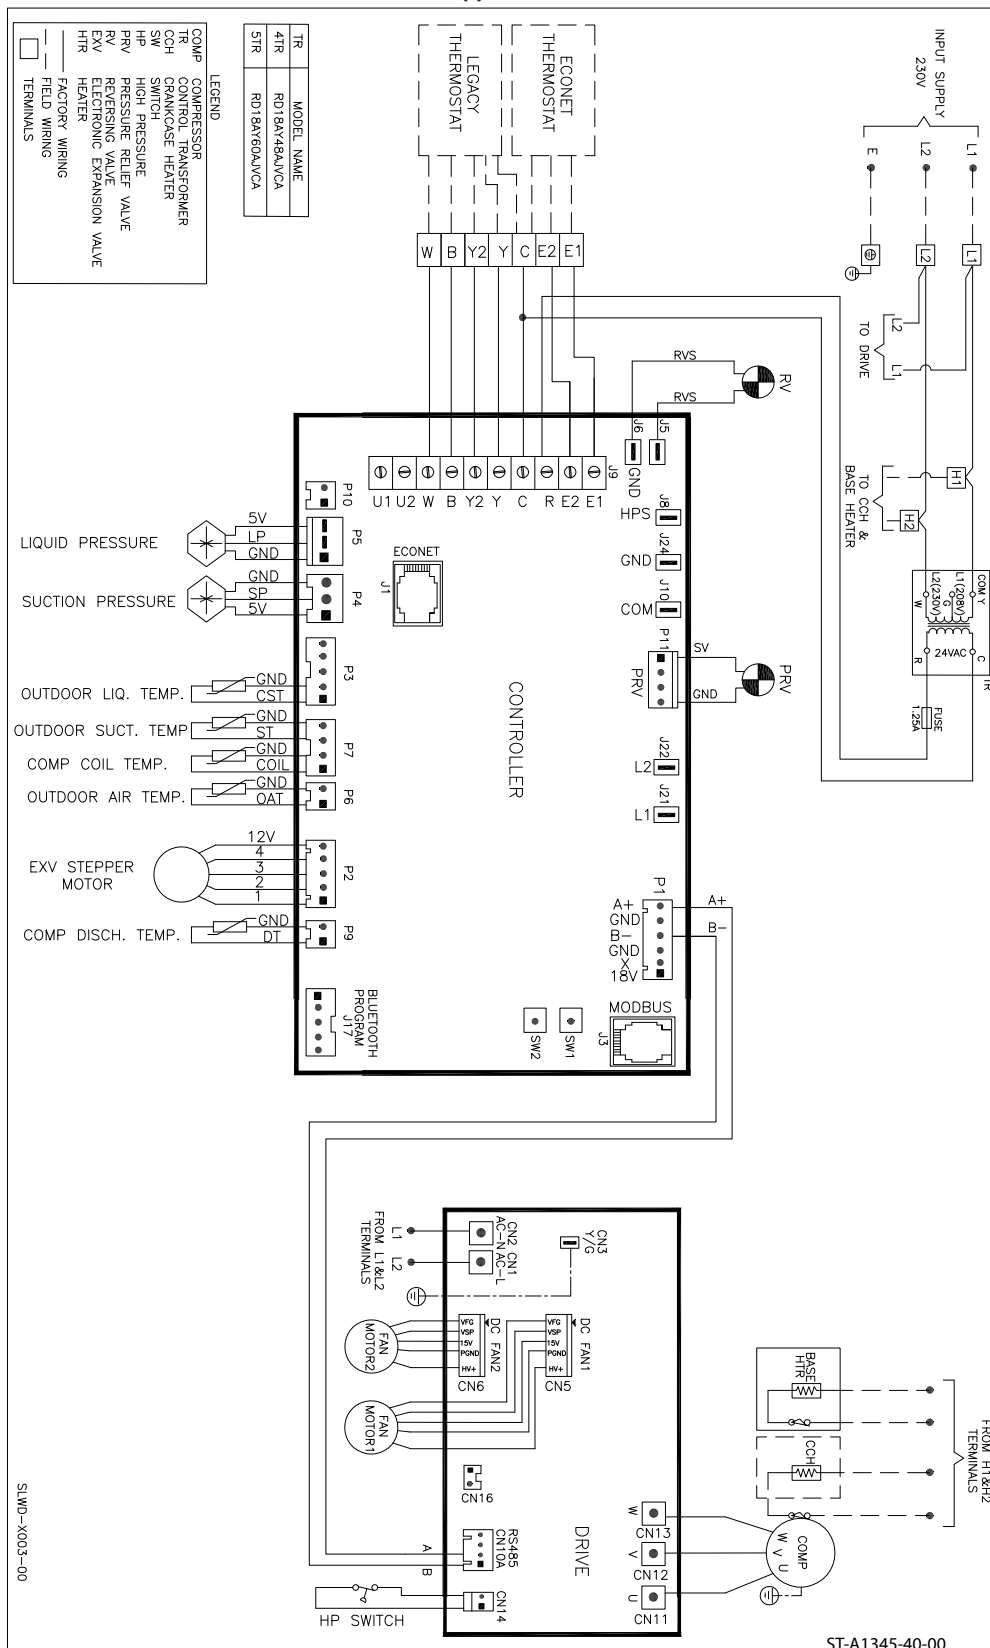 INPUT SUPPLY
230V
L1
L2
E
L1
L2
L2
L1
TO DRIVE
H1
H2
TO CCH &
BASE HEATER
COM Y
L1(208V)
G
L2(230V)
W
24VAC
C
R
TR
FUSE
1.25A
ECONET
THERMOSTAT
LEGACY
THERMOSTAT
W B Y2 Y C E2 E1
TR MODEL NAME
4TR RD18AY48AJVCA
5TR RD18AY60AJVCA
LEGEND
COMP COMPRESSOR
TR CONTROL TRANSFORMER
CCH CRANKCASE HEATER
SW SWITCH
HP HIGH PRESSURE
PRV PRESSURE RELIEF VALVE
RV REVERSING VALVE
EXV ELECTRONIC EXPANSION VALVE
HTR HEATER
FACTORY WIRING
FIELD WIRING
TERMINALS
RVS
RVS
RV
J6
J5
GND
J9
U1 U2 W B Y2 Y C R E2 E1
J8
HPS
J24
GND
J10
COM
P11
PRV
SV
GND
PRV
J22
L2
J21
L1
P1
A+
GND
B-
GND
X
18V
A+
B-
MODBUS
J3
SW1
SW2
CONTROLLER
ECONET
J1
P10
P5
5V
LP
GND
LIQUID PRESSURE
P4
GND
SP
5V
SUCTION PRESSURE
P3
GND
CST
OUTDOOR LIQ. TEMP.
P7
GND
ST
OUTDOOR SUCT. TEMP
GND
COIL
COMP COIL TEMP.
P6
GND
OAT
OUTDOOR AIR TEMP.
P2
12V
4
3
2
1
EXV STEPPER
MOTOR
P9
GND
DT
COMP DISCH. TEMP.
BLUETOOTH
PROGRAM
J17
CN3
Y/G
CN2 CN1
AC-N AC-L
L1
L2
FROM L1&L2
TERMINALS
DC FAN2
VFG
VSP
15V
PGND
HV+
CN6
DC FAN1
VFG
VSP
15V
PGND
HV+
CN5
FAN
MOTOR2
FAN
MOTOR1
CN16
DRIVE
RS485
CN10A
A
B
CN14
HP SWITCH
W
CN13
V
CN12
U
CN11
COMP
W V U
BASE
HTR
CCH
FROM H1&H2
TERMINALS
SLWD-X003-00
ST-A1345-40-00